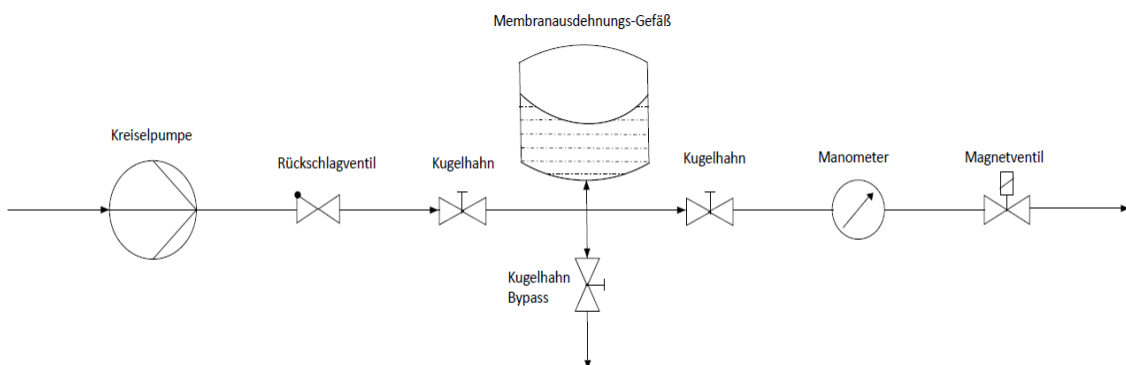 Membranausdehnungs-Gefäß
Kreiselpumpe
Rückschlagventil
Kugelhahn
Kugelhahn
Manometer
Magnetventil
Kugelhahn
Bypass